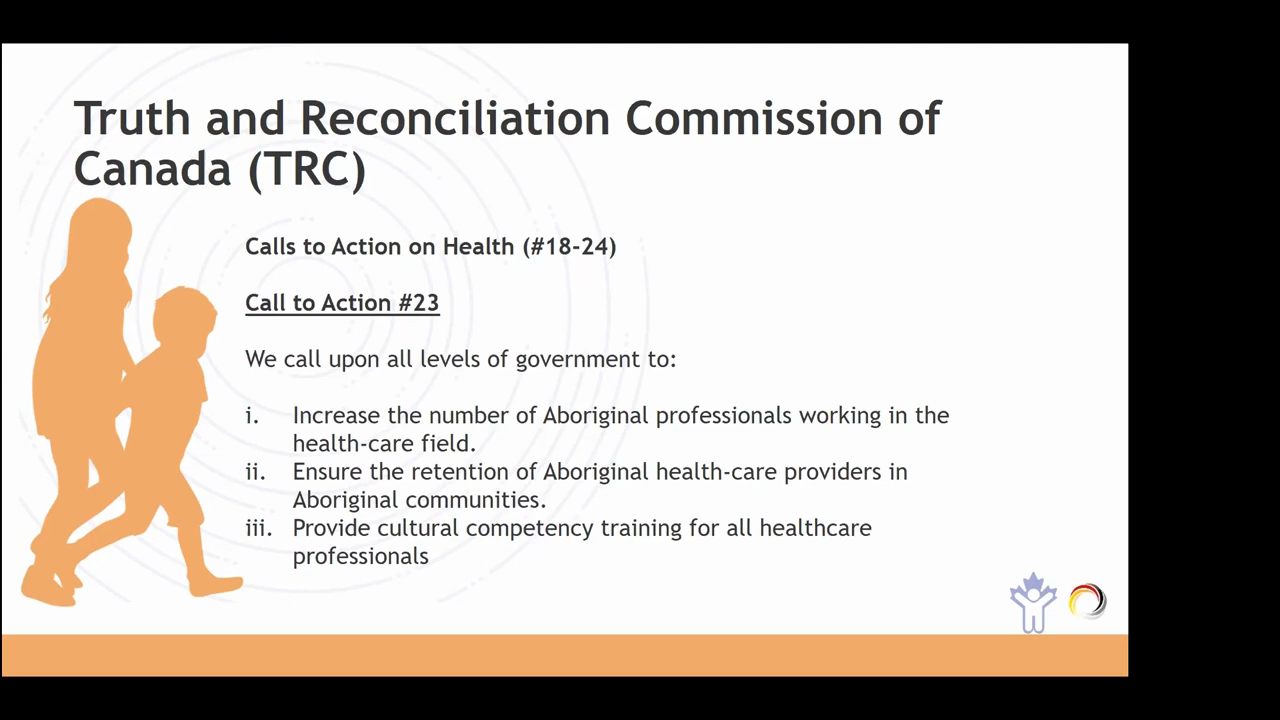 Truth and Reconciliation Commission of
Canada (TRC)
Calls to Action on Health (#18-24)
Call to Action #23
We call upon all levels of government to:
i. Increase the number of Aboriginal professionals working in the
health-care field.
ii. Ensure the retention of Aboriginal health-care providers in
Aboriginal communities.
iii. Provide cultural competency training for all healthcare
professionals